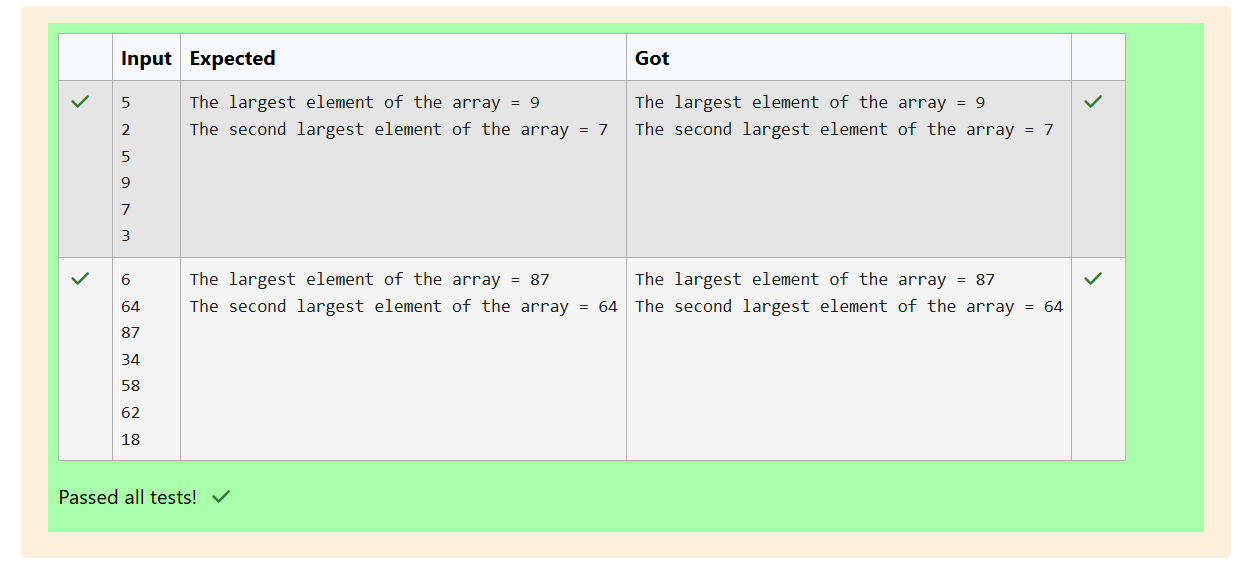 Input Expected Got
5 The largest element of the array = 9 The largest element of the array = 9
2 The second largest element of the array = 7 The second largest element of the array = 7
5
9
7
3
6 The largest element of the array = 87 The largest element of the array = 87
64 The second largest element of the array = 64 The second largest element of the array = 64
87
34
58
62
18
Passed all tests!